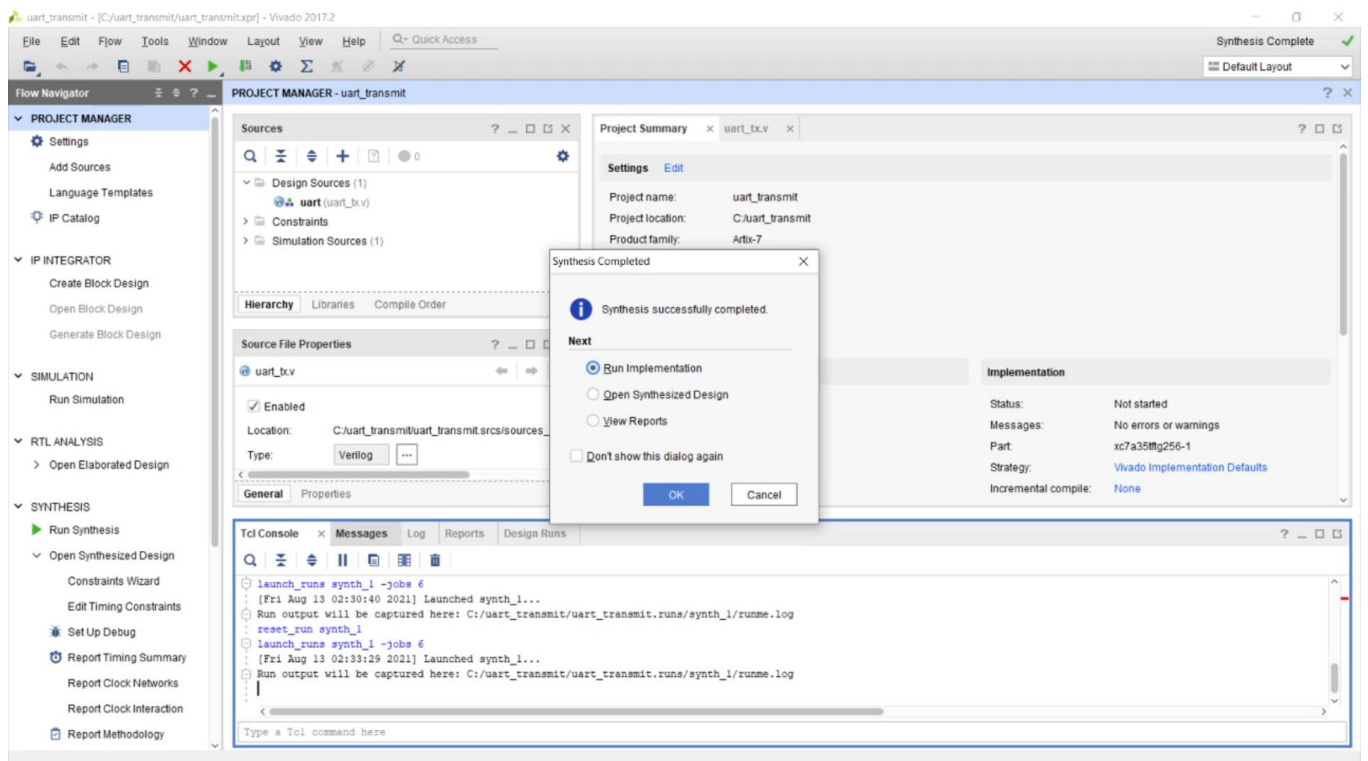 uart_transmit - [C:/uart_transmit/uart_transmit.xpr] - Vivado 2017.2
File Edit Flow Tools Window Layout View Help Quick Access
Synthesis Complete
Default Layout
Flow Navigator
PROJECT MANAGER
Settings
Add Sources
Language Templates
IP Catalog
IP INTEGRATOR
Create Block Design
Open Block Design
Generate Block Design
SIMULATION
Run Simulation
RTL ANALYSIS
Open Elaborated Design
SYNTHESIS
Run Synthesis
Open Synthesized Design
Constraints Wizard
Edit Timing Constraints
Set Up Debug
Report Timing Summary
Report Clock Networks
Report Clock Interaction
Report Methodology
PROJECT MANAGER - uart_transmit
Sources
0
Design Sources (1)
uart (uart_tx.v)
Constraints
Simulation Sources (1)
Hierarchy Libraries Compile Order
Source File Properties
uart_tx.v
Enabled
Location: C:/uart_transmit/uart_transmit.srcs/sources_
Type: Verilog ...
General Properties
Project Summary uart_tx.v
Settings Edit
Project name: uart_transmit
Project location: C:/uart_transmit
Product family: Artix-7
Synthesis Completed
Synthesis successfully completed.
Next
Run Implementation
Open Synthesized Design
View Reports
Don't show this dialog again
OK Cancel
Implementation
Status: Not started
Messages: No errors or warnings
Part: xc7a35tftg256-1
Strategy: Vivado Implementation Defaults
Incremental compile: None
Tcl Console Messages Log Reports Design Runs
launch_runs synth_1 -jobs 6
[Fri Aug 13 02:30:40 2021] Launched synth_1...
Run output will be captured here: C:/uart_transmit/uart_transmit.runs/synth_1/runme.log
reset_run synth_1
launch_runs synth_1 -jobs 6
[Fri Aug 13 02:33:29 2021] Launched synth_1...
Run output will be captured here: C:/uart_transmit/uart_transmit.runs/synth_1/runme.log
Type a Tcl command here